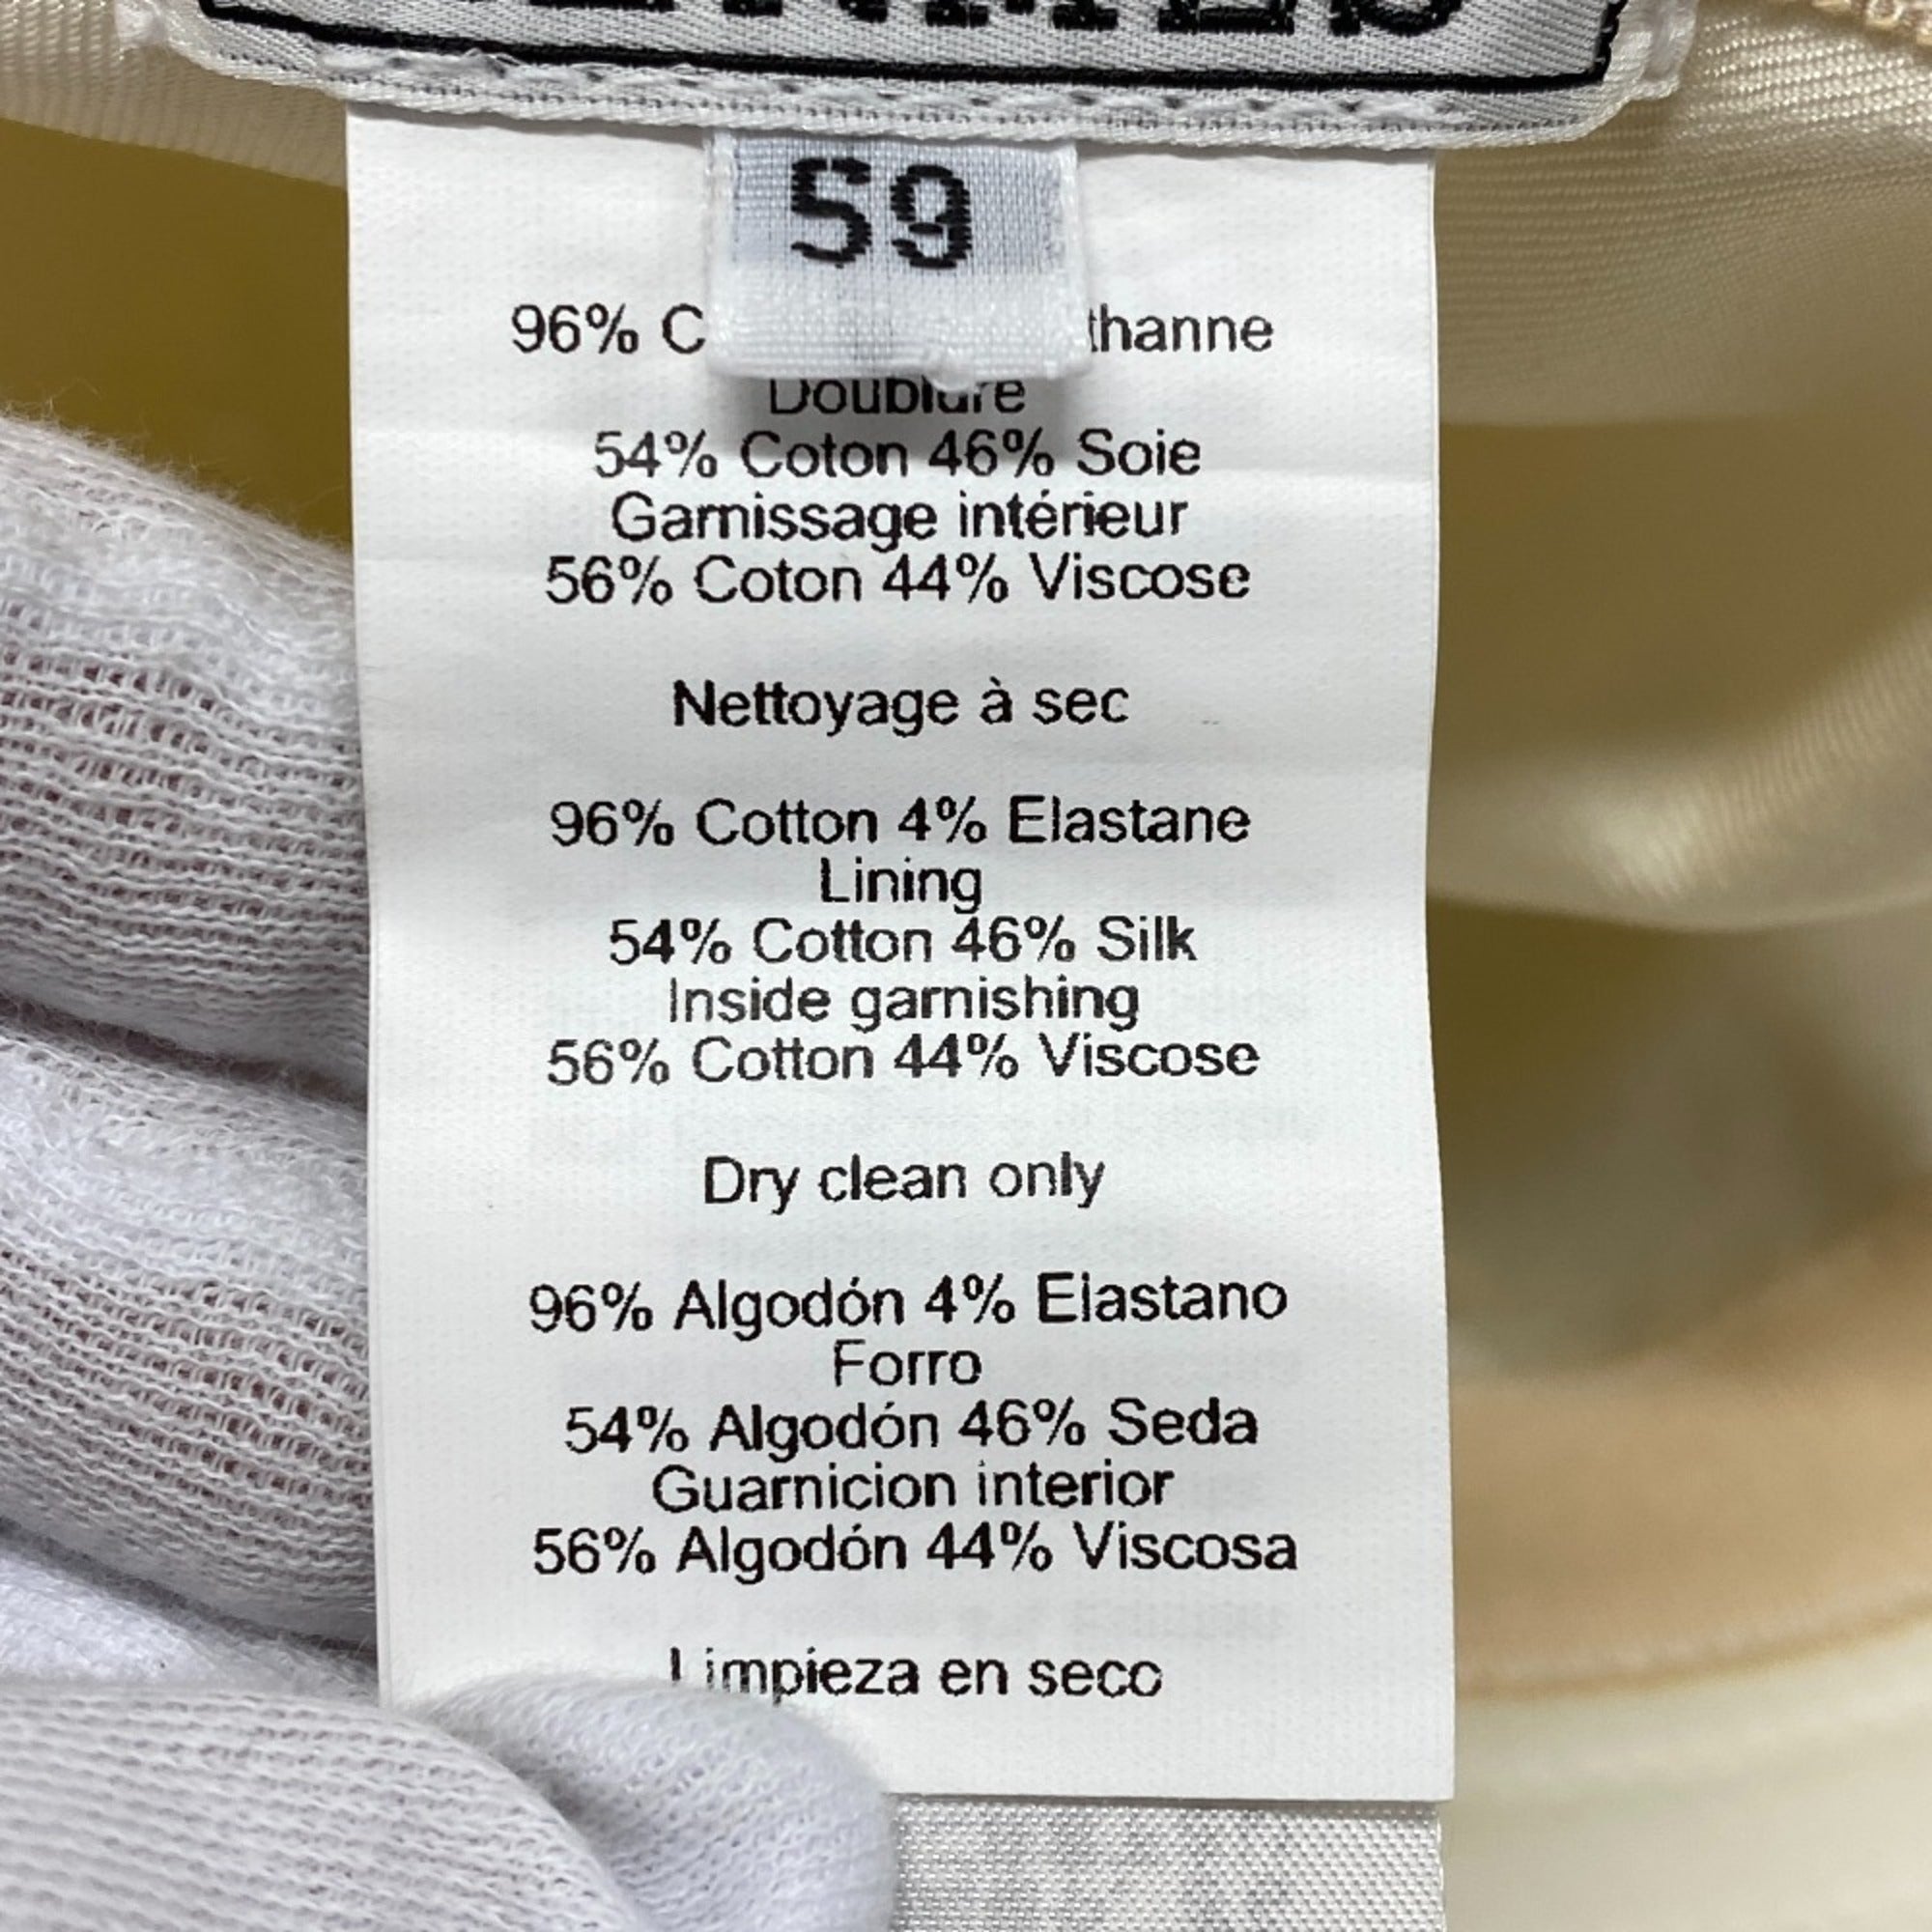 59
96%
Doublure
54% Coton 46% Soie
Garnissage intérieur
56% Coton 44% Viscose
Nettoyage à sec
96% Cotton 4% Elastane
Lining
54% Cotton 46% Silk
Inside garnishing
56% Cotton 44% Viscose
Dry clean only
96% Algodón 4% Elastano
Forro
54% Algodón 46% Seda
Guarnicion interior
56% Algodón 44% Viscosa
Limpieza en seco